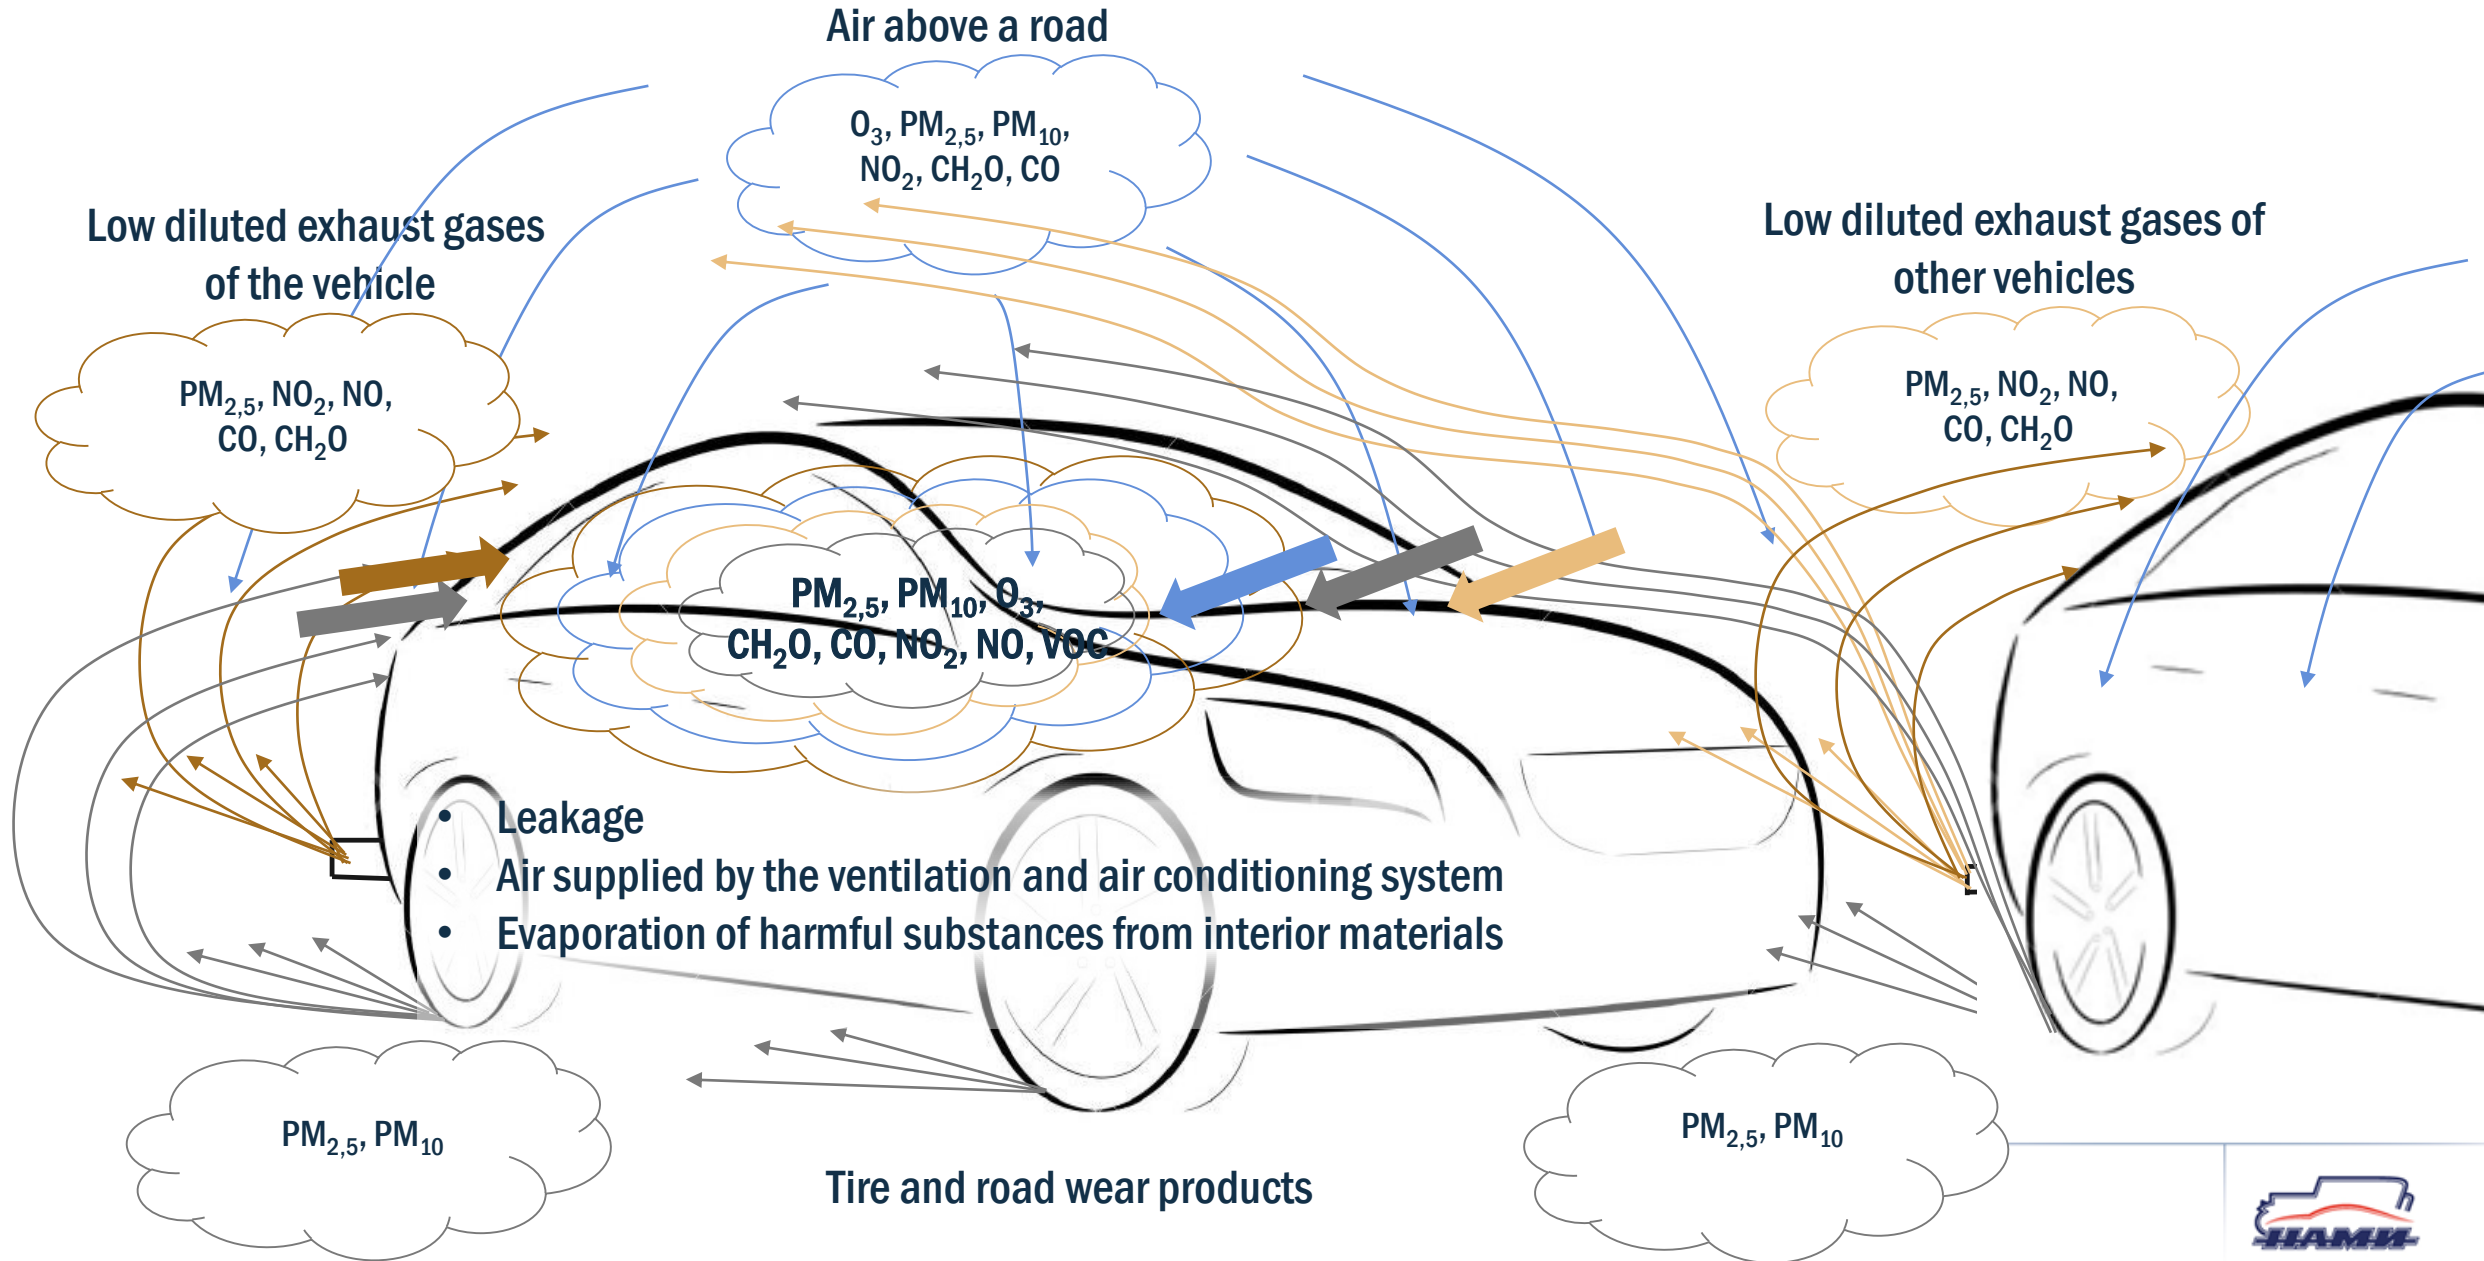 Air above a road
O₃, PM₂,₅, PM₁₀,
NO₂, CH₂O, CO
Low diluted exhaust gases
of the vehicle
PM₂,₅, NO₂, NO,
CO, CH₂O
Low diluted exhaust gases of
other vehicles
PM₂,₅, NO₂, NO,
CO, CH₂O
PM₂,₅, PM₁₀, O₃,
CH₂O, CO, NO₂, NO, VOC
• Leakage
• Air supplied by the ventilation and air conditioning system
• Evaporation of harmful substances from interior materials
PM₂,₅, PM₁₀
Tire and road wear products
PM₂,₅, PM₁₀
НАМИ